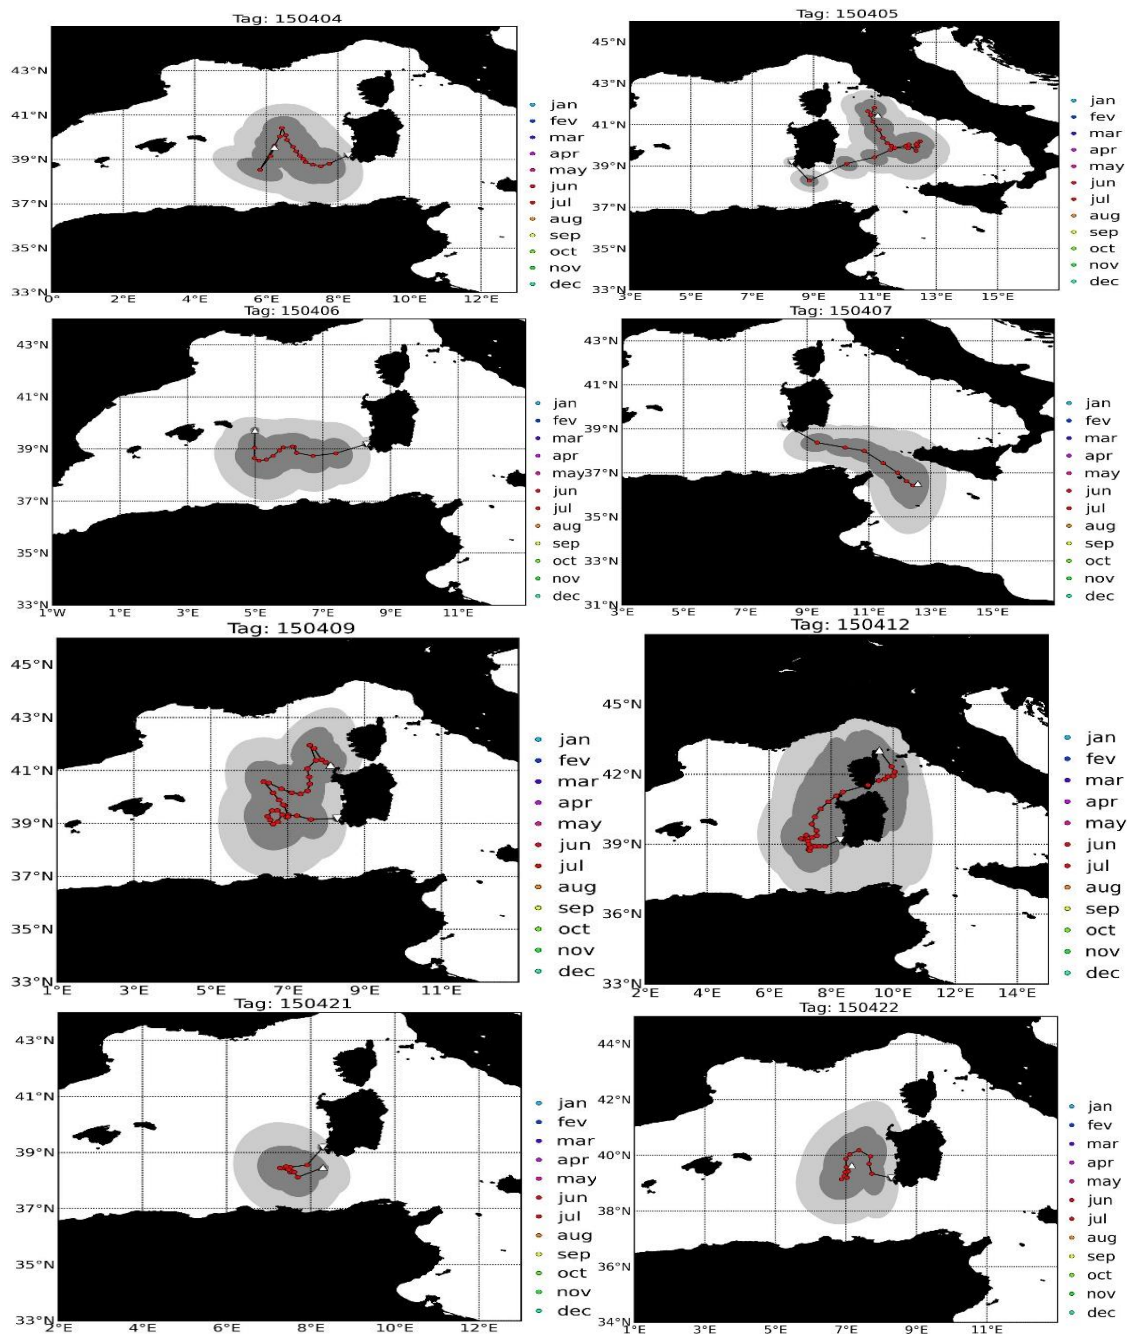 Tag: 150404
43°N
41°N
39°N
37°N
35°N
33°N
0°
2°E
4°E
6°E
8°E
10°E
12°E
jan
fev
mar
apr
may
jun
jul
aug
sep
oct
nov
dec
Tag: 150405
45°N
43°N
41°N
39°N
37°N
35°N
33°N
3°E
5°E
7°E
9°E
11°E
13°E
15°E
jan
fev
mar
apr
may
jun
jul
aug
sep
oct
nov
dec
Tag: 150406
43°N
41°N
39°N
37°N
35°N
33°N
1°W
1°E
3°E
5°E
7°E
9°E
11°E
jan
fev
mar
apr
may
jun
jul
aug
sep
oct
nov
dec
Tag: 150407
43°N
41°N
39°N
37°N
35°N
33°N
31°N
3°E
5°E
7°E
9°E
11°E
13°E
15°E
jan
fev
mar
apr
may
jun
jul
aug
sep
oct
nov
dec
Tag: 150409
45°N
43°N
41°N
39°N
37°N
35°N
33°N
1°E
3°E
5°E
7°E
9°E
11°E
jan
fev
mar
apr
may
jun
jul
aug
sep
oct
nov
dec
Tag: 150412
45°N
42°N
39°N
36°N
33°N
2°E
4°E
6°E
8°E
10°E
12°E
14°E
jan
fev
mar
apr
may
jun
jul
aug
sep
oct
nov
dec
Tag: 150421
43°N
41°N
39°N
37°N
35°N
33°N
2°E
4°E
6°E
8°E
10°E
12°E
jan
fev
mar
apr
may
jun
jul
aug
sep
oct
nov
dec
Tag: 150422
44°N
42°N
40°N
38°N
36°N
34°N
1°E
3°E
5°E
7°E
9°E
11°E
jan
fev
mar
apr
may
jun
jul
aug
sep
oct
nov
dec